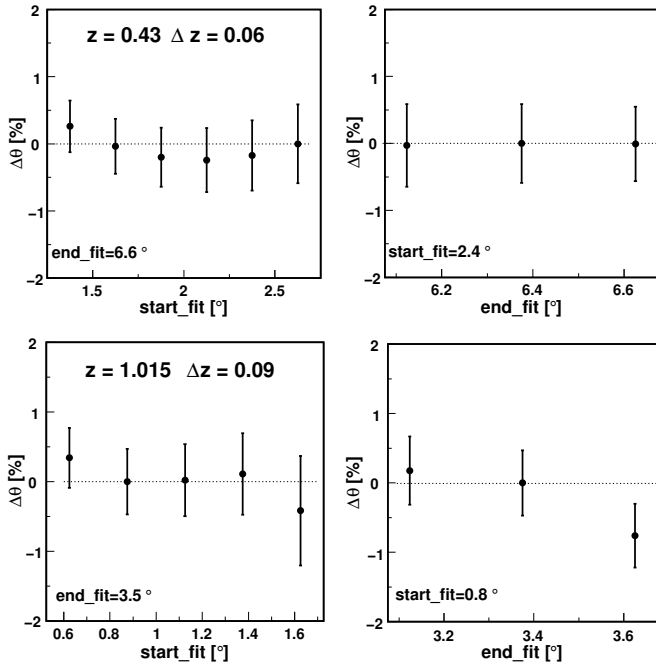 2
1
0
−1
−2
Δθ [%]
z = 0.43 Δ z = 0.06
end_fit=6.6 °
1.5 2 2.5
start_fit [°]
2
1
0
−1
−2
Δθ [%]
start_fit=2.4 °
6.2 6.4 6.6
end_fit [°]
2
1
0
−1
−2
Δθ [%]
z = 1.015 Δz = 0.09
end_fit=3.5 °
0.6 0.8 1 1.2 1.4 1.6
start_fit [°]
2
1
0
−1
−2
Δθ [%]
start_fit=0.8 °
3.2 3.4 3.6
end_fit [°]